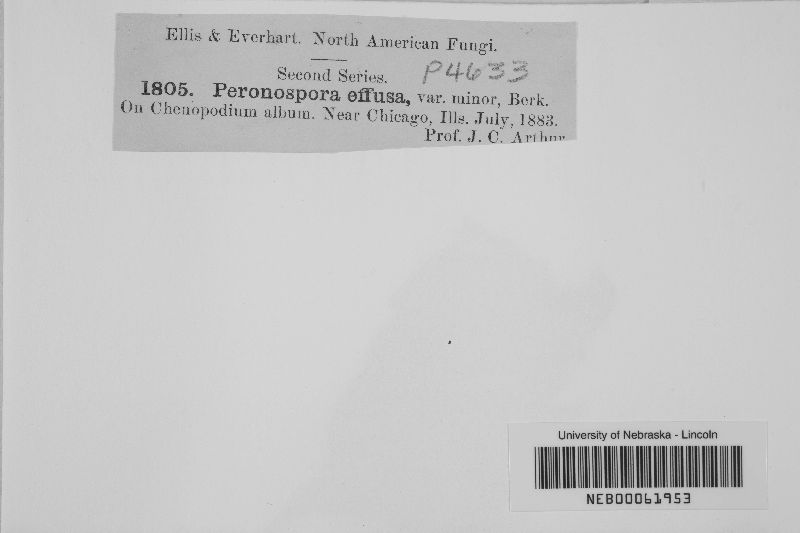 Ellis & Everhart. North American Fungi.
Second Series.
P4633
1805. Peronospora effusa, var. minor, Berk.
On Chenopodium album. Near Chicago, Ills. July, 1883.
Prof. J. C. Arthur
University of Nebraska - Lincoln
NEB00061953